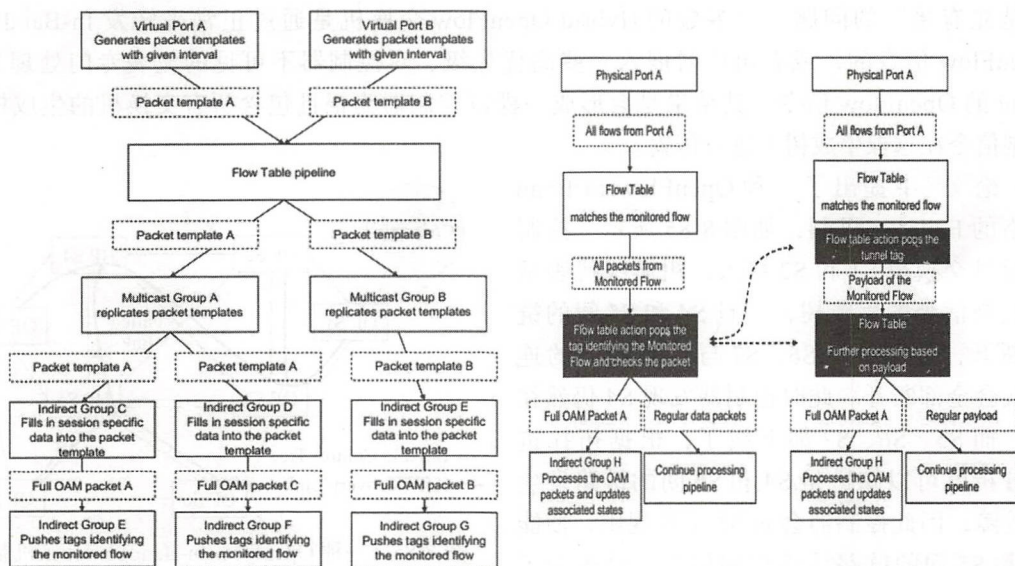 Virtual Port A
Generates packet templates
with given interval
Virtual Port B
Generates packet templates
with given interval
Packet template A
Packet template B
Flow Table pipeline
Packet template A
Packet template B
Multicast Group A
replicates packet templates
Multicast Group B
replicates packet templates
Packet template A
Packet template A
Packet template B
Indirect Group C
Fills in session specific
data into the packet
template
Indirect Group D
Fills in session specific
data into the packet
template
Indirect Group E
Fills in session specific
data into the packet
template
Full OAM packet A
Full OAM packet C
Full OAM packet B
Indirect Group E
Pushes tags identifying
the monitored flow
Indirect Group F
Pushes tags identifying
the monitored flow
Indirect Group G
Pushes tags identifying
the monitored flow
Physical Port A
All flows from Port A
Flow Table
matches the monitored flow
All packets from
Monitored Flow
Flow table action pops the
tag identifying the Monitored
Flow and checks the packet
Full OAM Packet A
Regular data packets
Indirect Group H
Processes the OAM
packets and updates
associated states
Continue processing
pipeline
Physical Port A
All flows from Port A
Flow Table
matches the monitored flow
Flow table action pops the
tunnel tag
Payload of the
Monitored Flow
Flow Table
Further processing based
on payload
Full OAM Packet A
Regular payload
Indirect Group H
Processes the OAM
packets and updates
associated states
Continue processing
pipeline